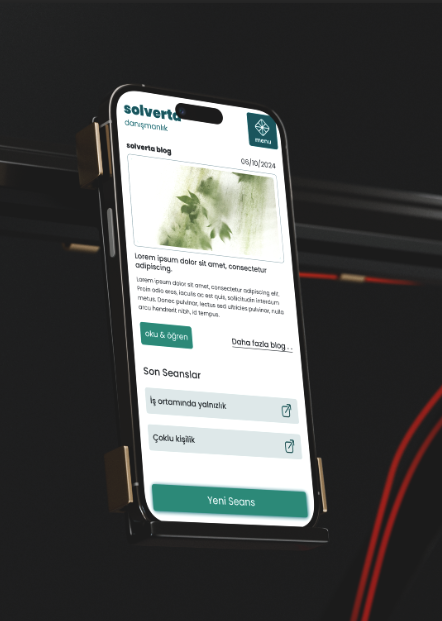 solverta
danışmanlık
menu
solverta blog
06/10/2024
Lorem ipsum dolor sit amet, consectetur
adipiscing.
Lorem ipsum dolor sit amet, consectetur adipiscing elit.
Proin odio eros, iaculis ac est quis, sollicitudin interdum
metus. Donec pulvinar, lectus sed ultricies pulvinar, nulla
arcu hendrerit nibh, id tempus.
oku & öğren
Daha fazla blog . .
Son Seanslar
İş ortamında yalnızlık
Çoklu kişilik
Yeni Seans